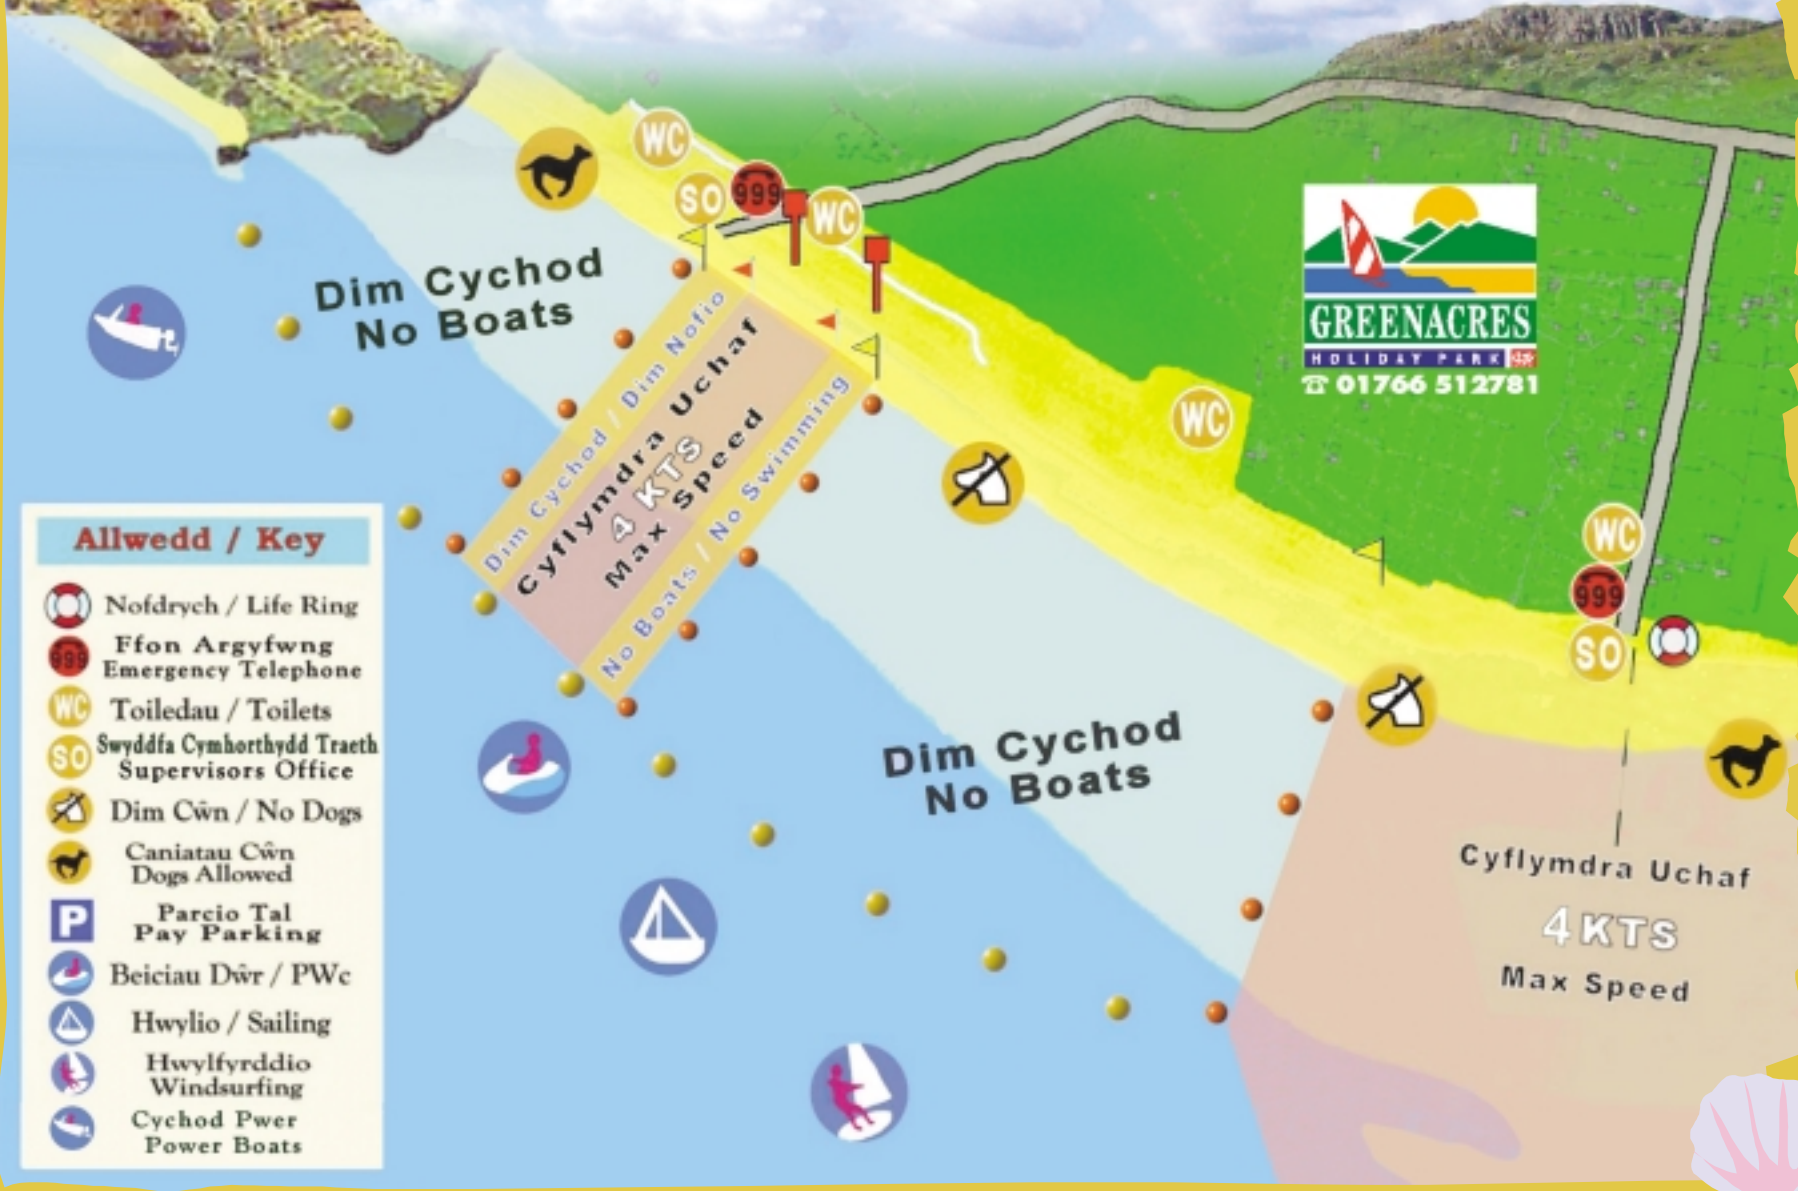 WC
SO
999
WC
Dim Cychod
No Boats
Dim Cychod / Dim Nofio
Cyflymdra Uchaf
4 KTS
Max Speed
No Boats / No Swimming
GREENACRES
HOLIDAY PARK
☎ 01766 512781
WC
WC
999
SO
Dim Cychod
No Boats
Cyflymdra Uchaf
4 KTS
Max Speed
Allwedd / Key
Nofdrych / Life Ring
999
Ffon Argyfwng
Emergency Telephone
WC
Toiledau / Toilets
SO
Swyddfa Cymhorthydd Traeth
Supervisors Office
Dim Cŵn / No Dogs
Caniatau Cŵn
Dogs Allowed
P
Parcio Tal
Pay Parking
Beiciau Dŵr / PWc
Hwylio / Sailing
Hwylfyrddio
Windsurfing
Cychod Pwer
Power Boats